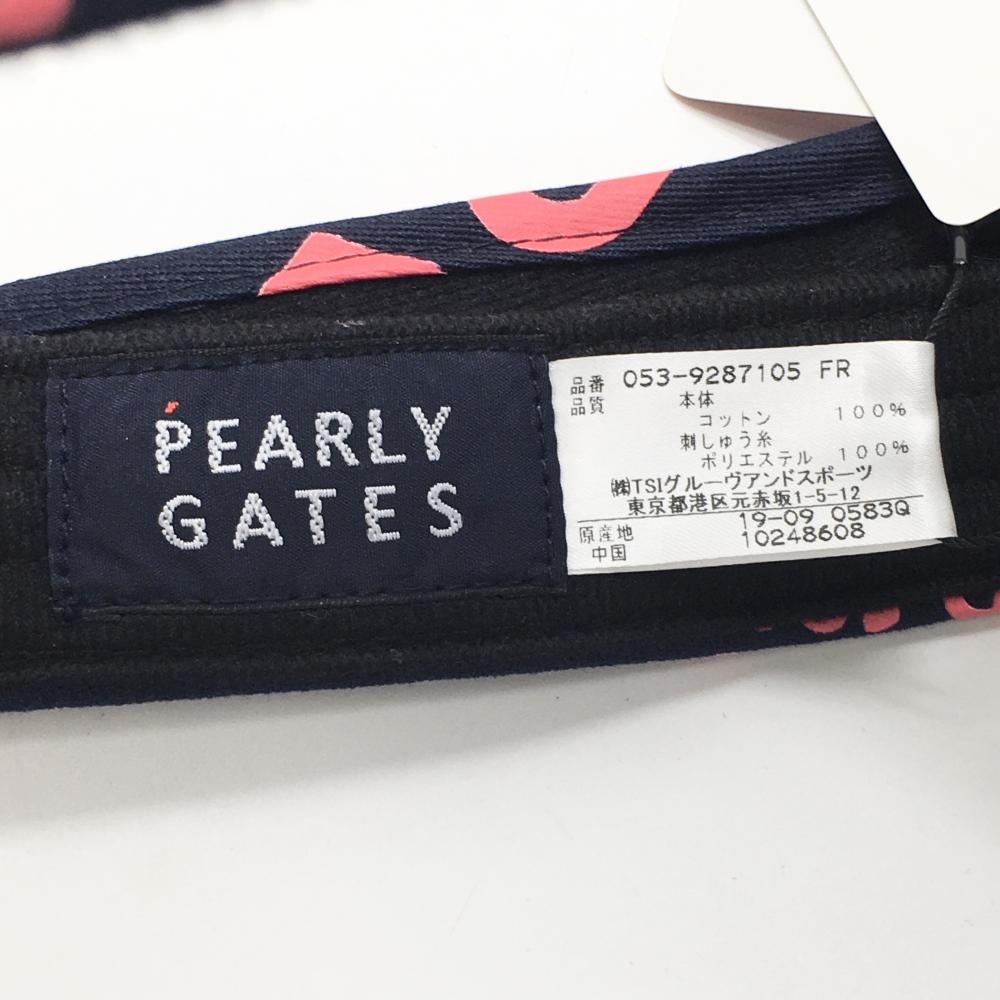 PEARLY
GATES
品番 053-9287105 FR
品質 本体
コットン 100%
刺しゅう糸
ポリエステル 100%
㈱TSIグルーヴアンドスポーツ
東京都港区元赤坂1-5-12
原産地 19-09 0583Q
中国 10248608